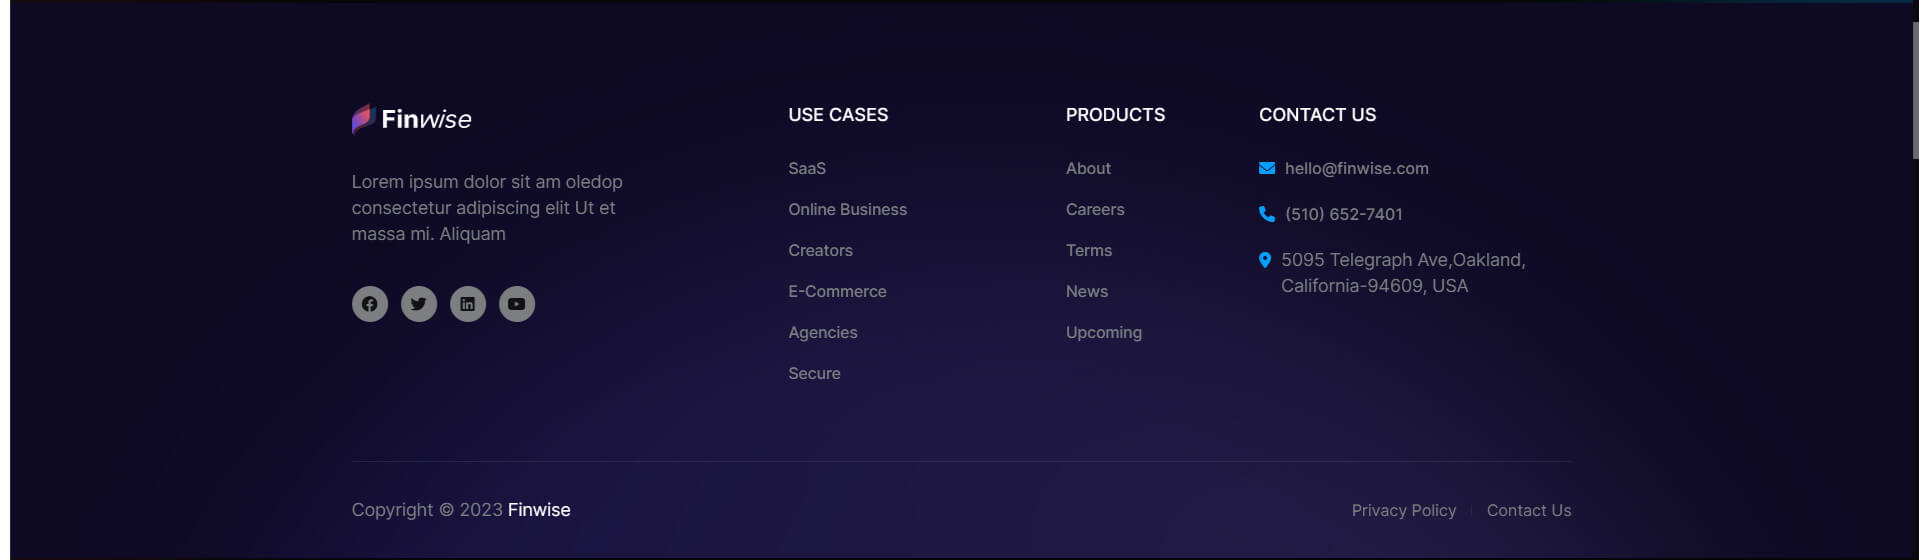 Finwise
Lorem ipsum dolor sit am oledop
consectetur adipiscing elit Ut et
massa mi. Aliquam
USE CASES
SaaS
Online Business
Creators
E-Commerce
Agencies
Secure
PRODUCTS
About
Careers
Terms
News
Upcoming
CONTACT US
hello@finwise.com
(510) 652-7401
5095 Telegraph Ave,Oakland,
California-94609, USA
Copyright © 2023 Finwise
Privacy Policy | Contact Us